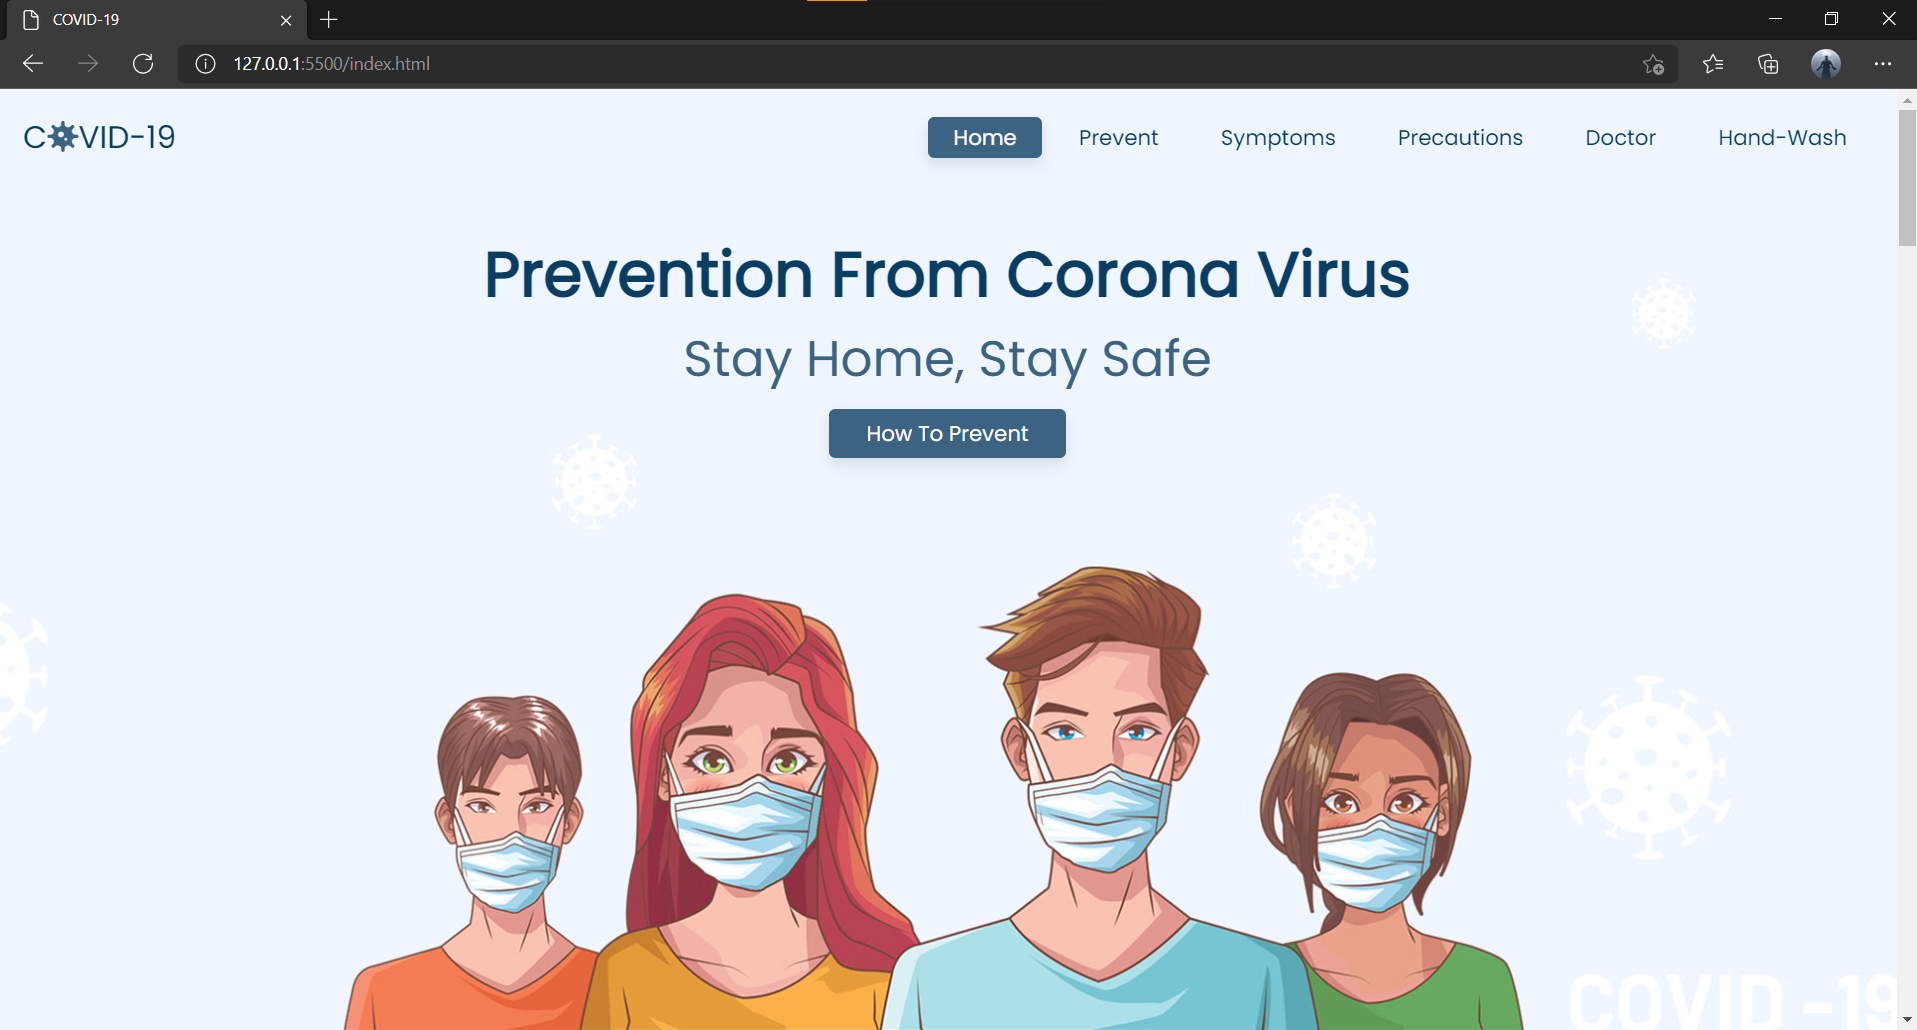 COVID-19
127.0.0.1:5500/index.html
COVID-19
Home Prevent Symptoms Precautions Doctor Hand-Wash
Prevention From Corona Virus
Stay Home, Stay Safe
How To Prevent
COVID -19